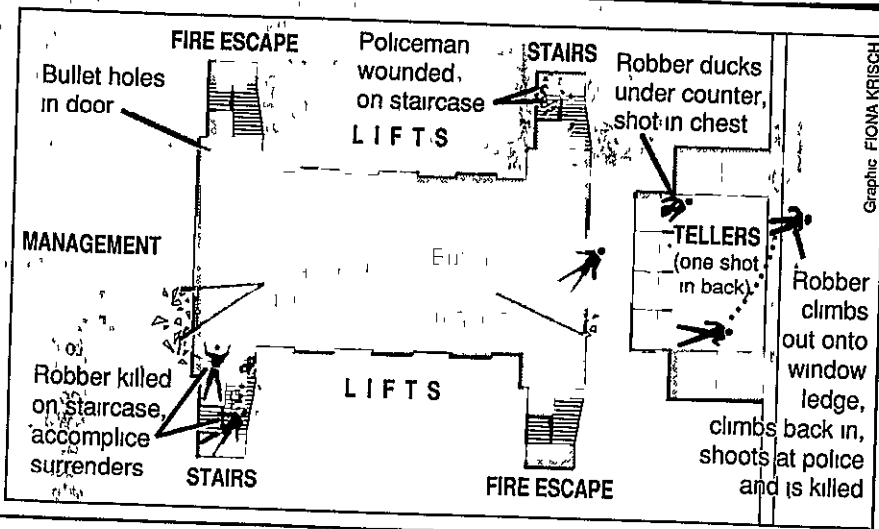 FIRE ESCAPE
Policeman
wounded,
on staircase
STAIRS
Robber ducks
under counter,
shot in chest
Bullet holes
in door
LIFTS
MANAGEMENT
TELLERS
(one shot
in back)
Robber
climbs
out onto
window
ledge,
climbs back in,
shoots at police
and is killed
Robber killed
on staircase,
accomplice
surrenders
LIFTS
STAIRS
FIRE ESCAPE
Graphic FIONA KRISCH